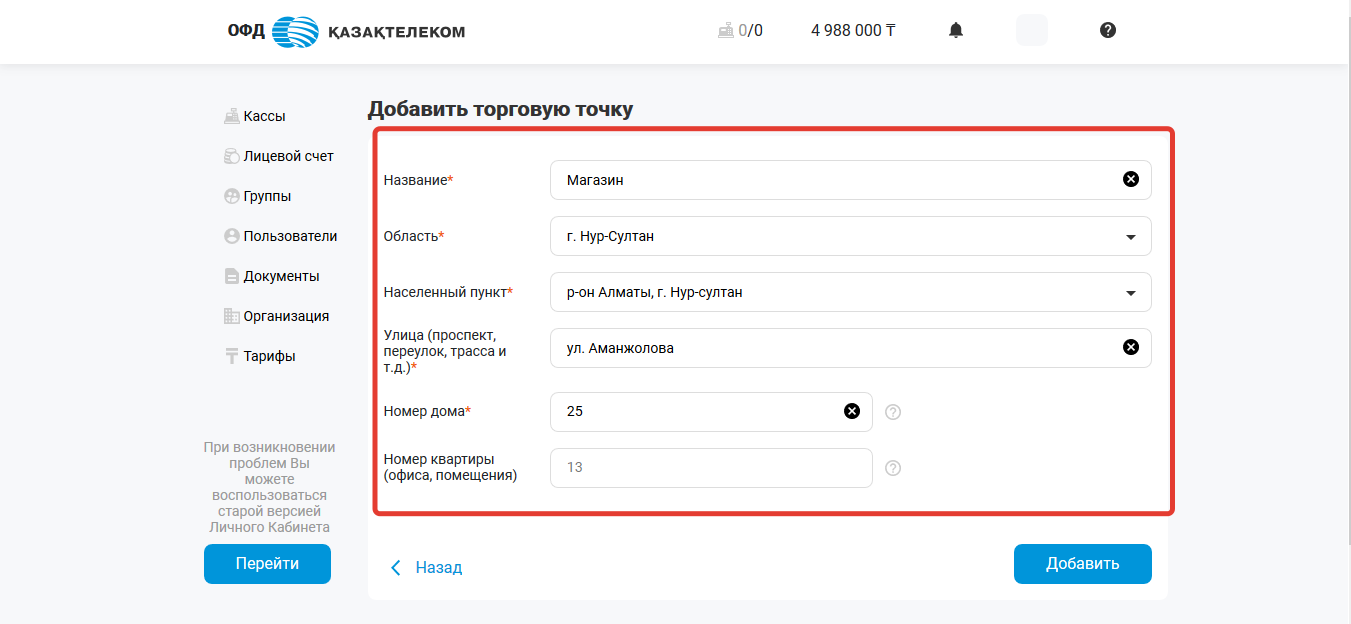 ОФД ҚАЗАҚТЕЛЕКОМ
0/0
4 988 000 ₸
Кассы
Лицевой счет
Группы
Пользователи
Документы
Организация
Тарифы
При возникновении
проблем Вы
можете
воспользоваться
старой версией
Личного Кабинета
Перейти
Добавить торговую точку
Название*
Магазин
Область*
г. Нур-Султан
Населенный пункт*
р-он Алматы, г. Нур-султан
Улица (проспект,
переулок, трасса и
т.д.)*
ул. Аманжолова
Номер дома*
25
Номер квартиры
(офиса, помещения)
13
Назад
Добавить